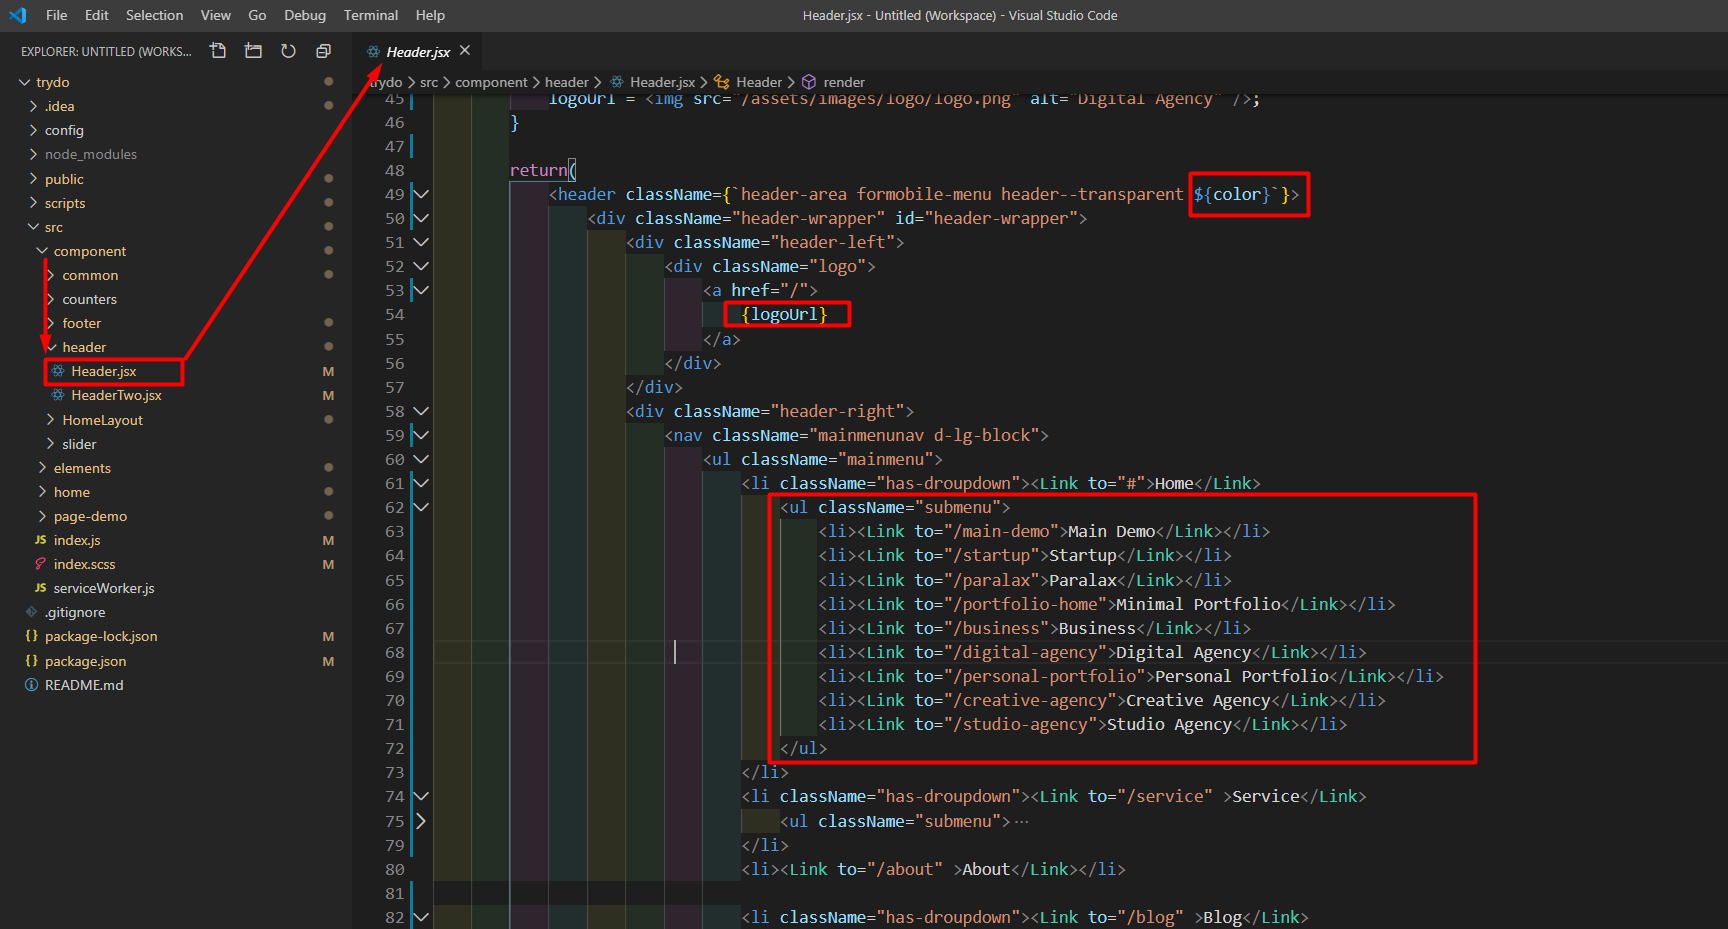 File Edit Selection View Go Debug Terminal Help
Header.jsx - Untitled (Workspace) - Visual Studio Code
EXPLORER: UNTITLED (WORKS...
trydo
.idea
config
node_modules
public
scripts
src
component
common
counters
footer
header
Header.jsx M
HeaderTwo.jsx M
HomeLayout
slider
elements
home
page-demo
JS index.js M
index.scss M
JS serviceWorker.js
.gitignore
{} package-lock.json M
{} package.json M
README.md
Header.jsx
trydo > src > component > header > Header.jsx > Header > render
45 logoUrl = <img src="/assets/images/logo/logo.png" alt="Digital Agency" />;
46 }
47
48 return(
49 <header className={`header-area formobile-menu header--transparent ${color}`}>
50 <div className="header-wrapper" id="header-wrapper">
51 <div className="header-left">
52 <div className="logo">
53 <a href="/">
54 {logoUrl}
55 </a>
56 </div>
57 </div>
58 <div className="header-right">
59 <nav className="mainmenunav d-lg-block">
60 <ul className="mainmenu">
61 <li className="has-droupdown"><Link to="#">Home</Link>
62 <ul className="submenu">
63 <li><Link to="/main-demo">Main Demo</Link></li>
64 <li><Link to="/startup">Startup</Link></li>
65 <li><Link to="/paralax">Paralax</Link></li>
66 <li><Link to="/portfolio-home">Minimal Portfolio</Link></li>
67 <li><Link to="/business">Business</Link></li>
68 <li><Link to="/digital-agency">Digital Agency</Link></li>
69 <li><Link to="/personal-portfolio">Personal Portfolio</Link></li>
70 <li><Link to="/creative-agency">Creative Agency</Link></li>
71 <li><Link to="/studio-agency">Studio Agency</Link></li>
72 </ul>
73 </li>
74 <li className="has-droupdown"><Link to="/service" >Service</Link>
75 <ul className="submenu">···
79 </li>
80 <li><Link to="/about" >About</Link></li>
81
82 <li className="has-droupdown"><Link to="/blog" >Blog</Link>